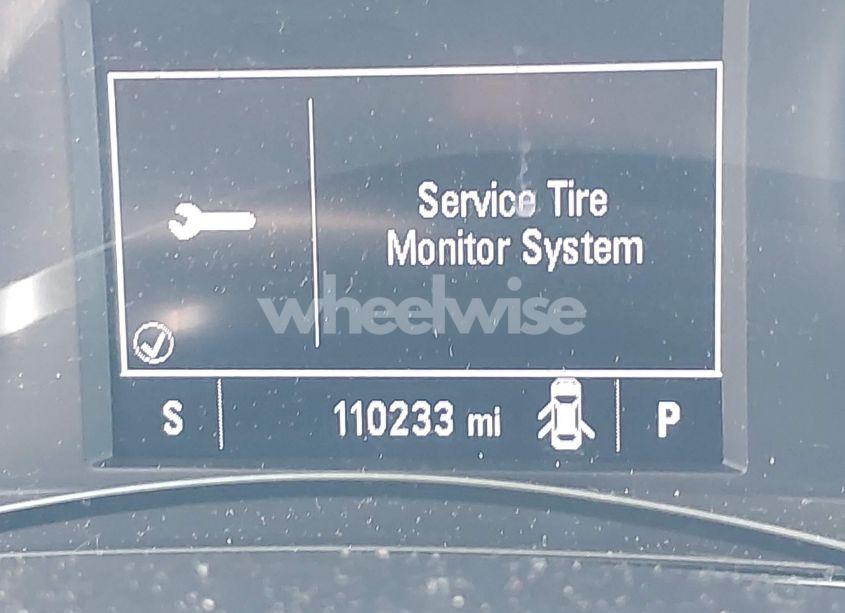 Service Tire
Monitor System
wheelwise
S 110233 mi P